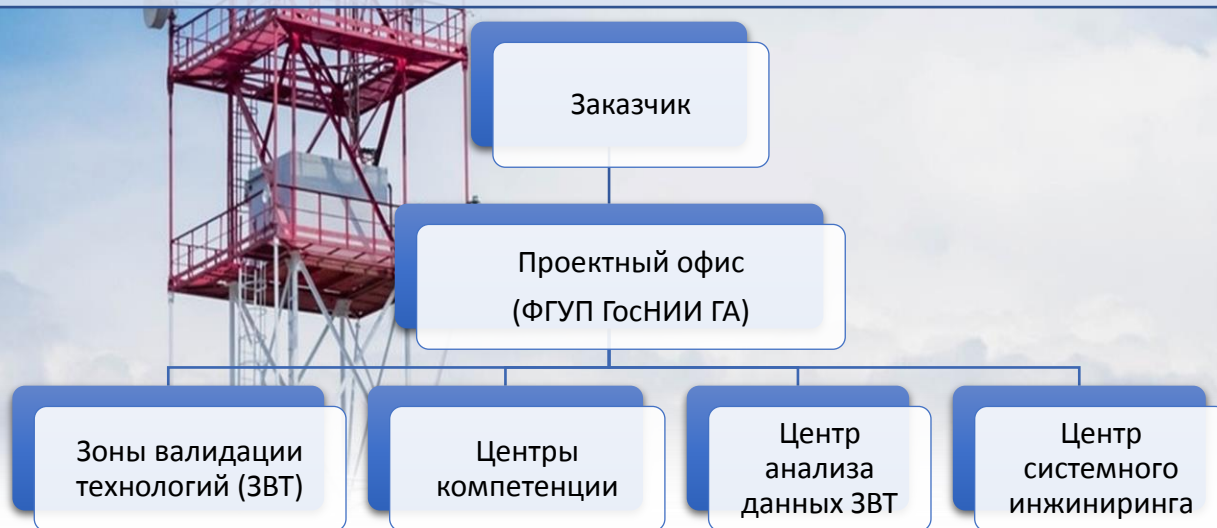 Заказчик
Проектный офис
(ФГУП ГосНИИ ГА)
Зоны валидации
технологий (ЗВТ)
Центры
компетенции
Центр
анализа
данных ЗВТ
Центр
системного
инжиниринга